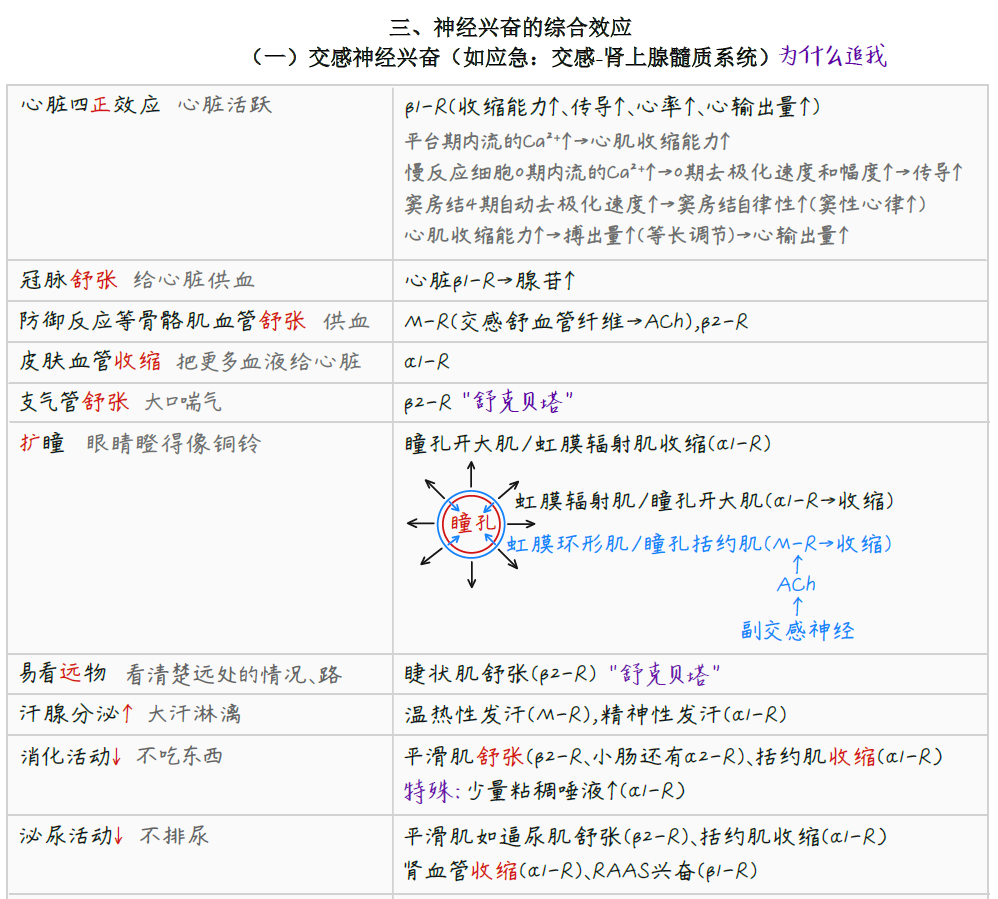 三、神经兴奋的综合效应
（一）交感神经兴奋（如应急：交感-肾上腺髓质系统）为什么追我
心脏四正效应 心脏活跃
β1-R(收缩能力↑、传导↑、心率↑、心输出量↑)
平台期内流的Ca²⁺↑→心肌收缩能力↑
慢反应细胞0期内流的Ca²⁺↑→0期去极化速度和幅度↑→传导↑
窦房结4期自动去极化速度↑→窦房结自律性↑(窦性心律↑)
心肌收缩能力↑→搏出量↑(等长调节)→心输出量↑
冠脉舒张 给心脏供血
心脏β1-R→腺苷↑
防御反应等骨骼肌血管舒张 供血
M-R(交感舒血管纤维→ACh),β2-R
皮肤血管收缩 把更多血液给心脏
α1-R
支气管舒张 大口喘气
β2-R "舒克贝塔"
扩瞳 眼睛瞪得像铜铃
瞳孔开大肌/虹膜辐射肌收缩(α1-R)
瞳孔
虹膜辐射肌/瞳孔开大肌(α1-R→收缩)
虹膜环形肌/瞳孔括约肌(M-R→收缩)
↑
ACh
↑
副交感神经
易看远物 看清楚远处的情况、路
睫状肌舒张(β2-R) "舒克贝塔"
汗腺分泌↑ 大汗淋漓
温热性发汗(M-R),精神性发汗(α1-R)
消化活动↓ 不吃东西
平滑肌舒张(β2-R、小肠还有α2-R)、括约肌收缩(α1-R)
特殊:少量粘稠唾液↑(α1-R)
泌尿活动↓ 不排尿
平滑肌如逼尿肌舒张(β2-R)、括约肌收缩(α1-R)
肾血管收缩(α1-R)、RAAS兴奋(β1-R)